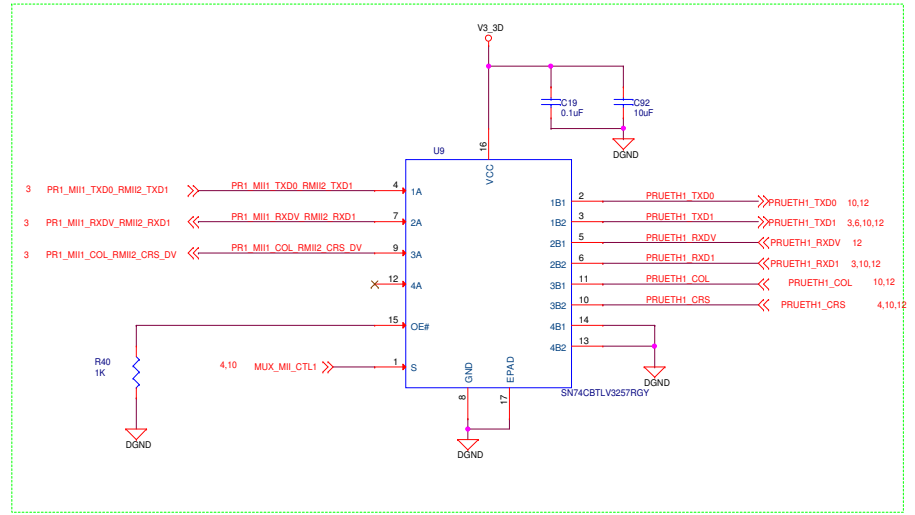 V3_3D
C19
0.1uF
C92
10uF
DGND
U9
16
VCC
3 PR1_MII1_TXD0_RMII2_TXD1 PR1_MII1_TXD0_RMII2_TXD1 4 1A
1B1 2 PRUETH1_TXD0 PRUETH1_TXD0 10,12
1B2 3 PRUETH1_TXD1 PRUETH1_TXD1 3,6,10,12
3 PR1_MII1_RXDV_RMII2_RXD1 PR1_MII1_RXDV_RMII2_RXD1 7 2A
2B1 5 PRUETH1_RXDV PRUETH1_RXDV 12
3 PR1_MII1_COL_RMII2_CRS_DV PR1_MII1_COL_RMII2_CRS_DV 9 3A
2B2 6 PRUETH1_RXD1 PRUETH1_RXD1 3,10,12
12 4A
3B1 11 PRUETH1_COL PRUETH1_COL 10,12
3B2 10 PRUETH1_CRS PRUETH1_CRS 4,10,12
15 OE#
4B1 14
4B2 13
R40
1K
4,10 MUX_MII_CTL1 1 S
GND
EPAD
8
17
DGND
SN74CBTLV3257RGY
DGND
DGND